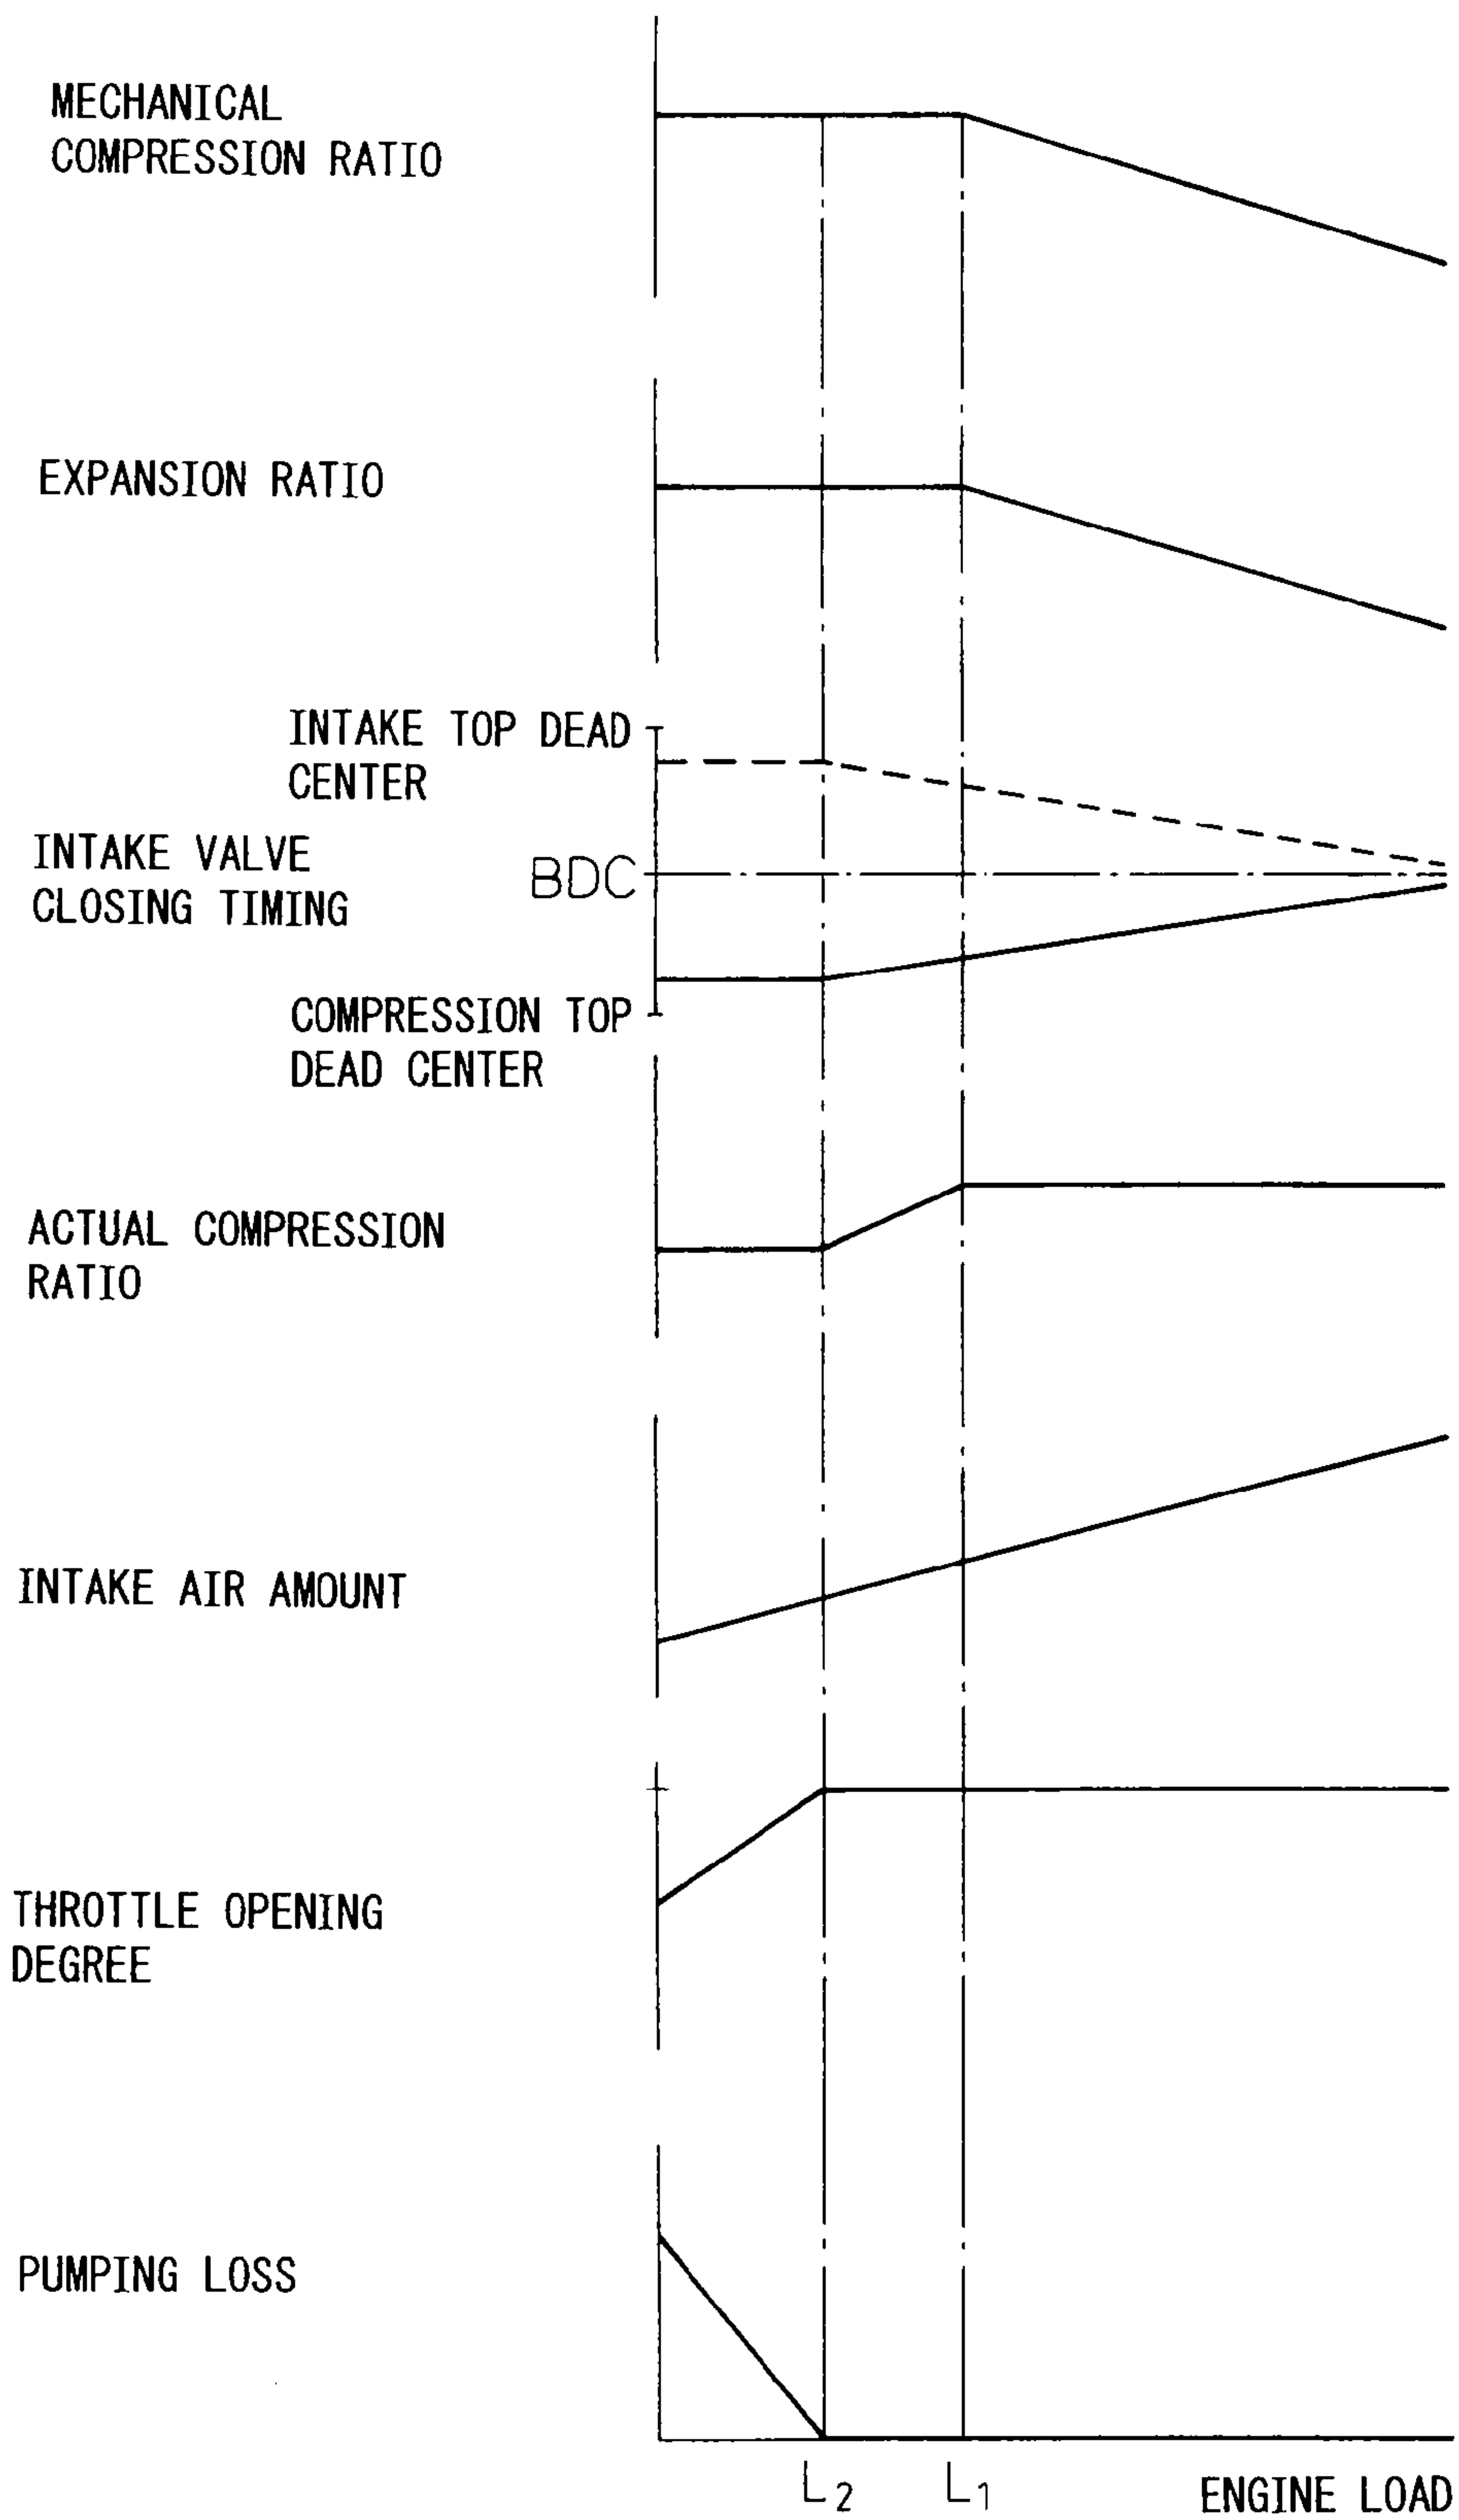 MECHANICAL
COMPRESSION RATIO
EXPANSION RATIO
INTAKE TOP DEAD
CENTER
INTAKE VALVE
CLOSING TIMING
BDC
COMPRESSION TOP
DEAD CENTER
ACTUAL COMPRESSION
RATIO
INTAKE AIR AMOUNT
THROTTLE OPENING
DEGREE
PUMPING LOSS
L2 L1 ENGINE LOAD